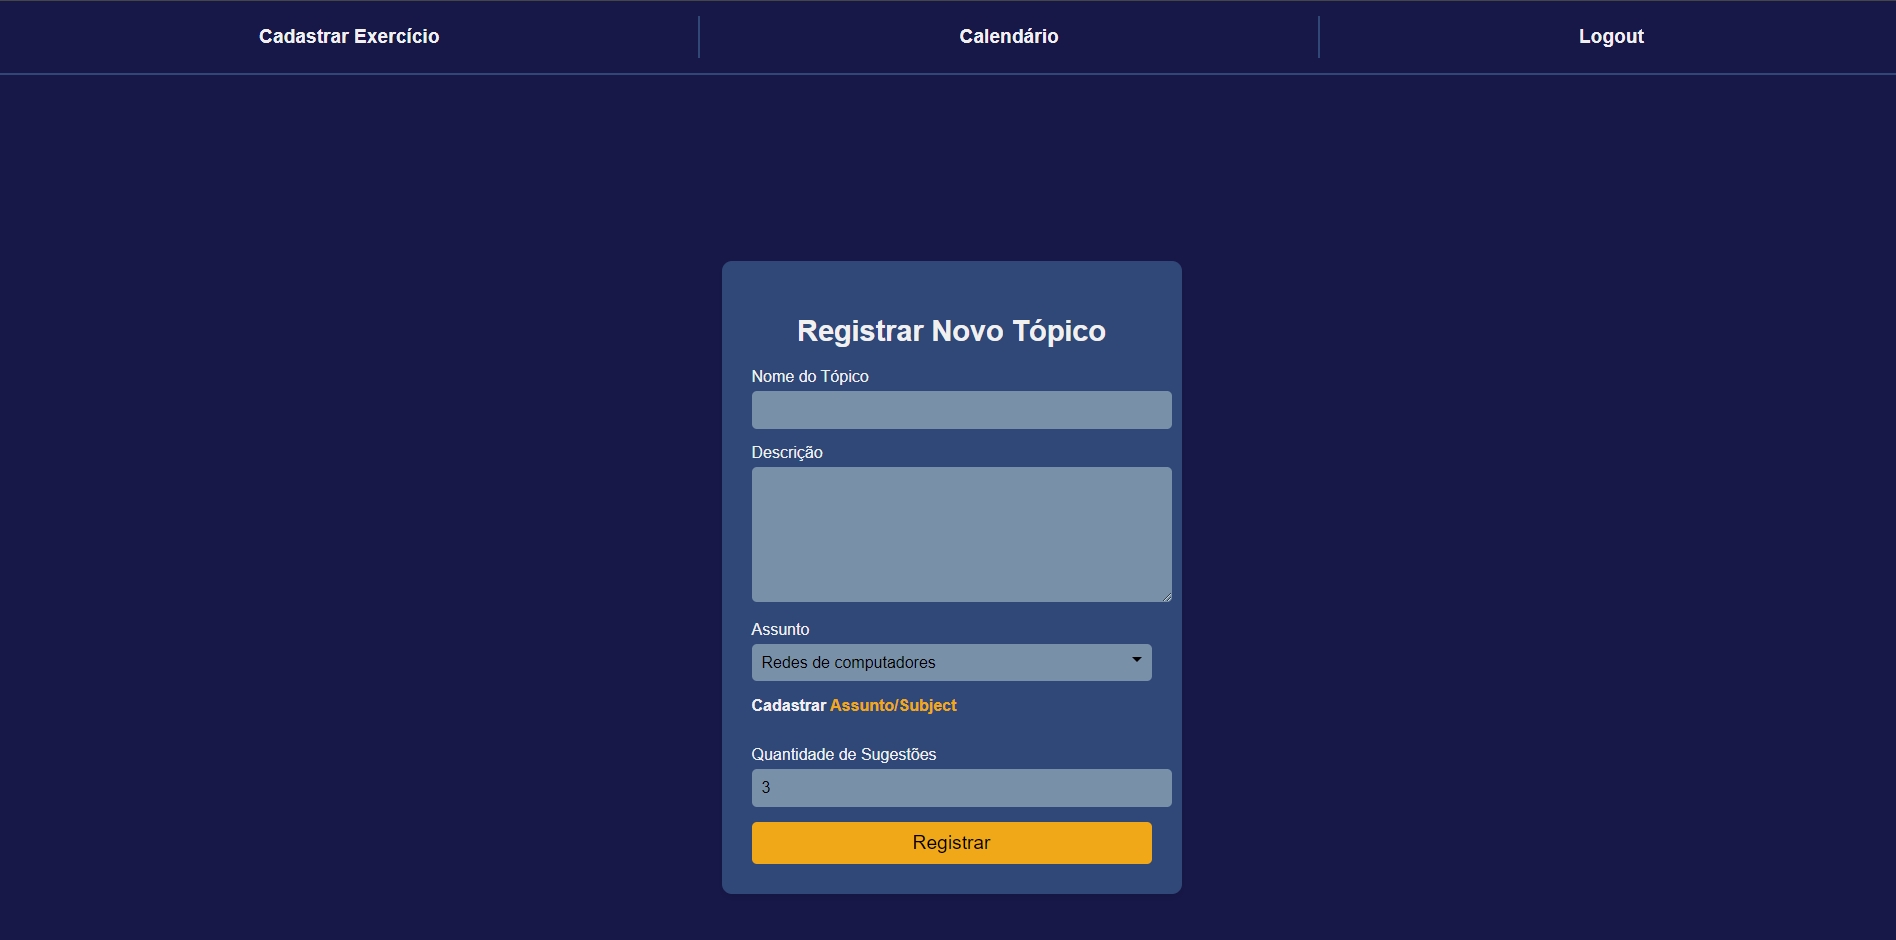 Cadastrar Exercício
Calendário
Logout
Registrar Novo Tópico
Nome do Tópico
Descrição
Assunto
Redes de computadores
Cadastrar Assunto/Subject
Quantidade de Sugestões
3
Registrar